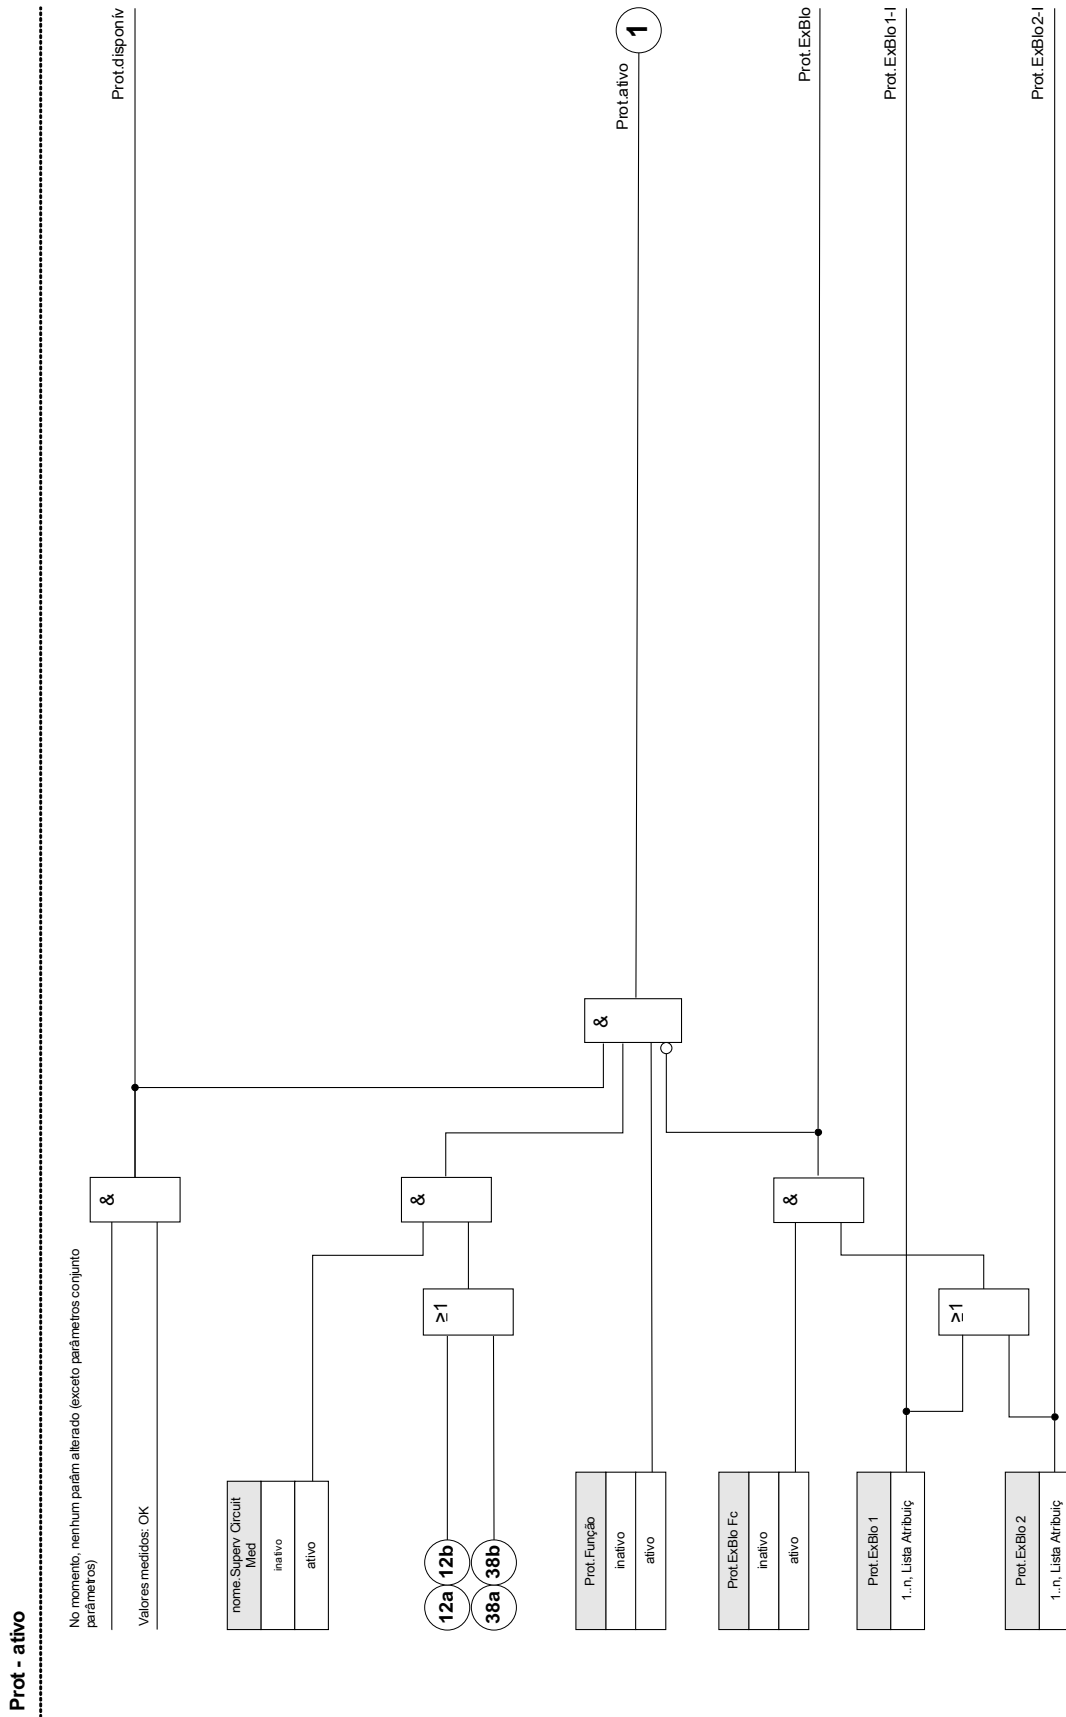 Prot - ativo
No momento, nenhum parâm alterado (exceto parâmetros conjunto
parâmetros)
Valores medidos: OK
&
Prot.disponív
nome.Superv Circuit
Med
inativo
ativo
12a 12b
38a 38b
≥1
&
Prot.Função
inativo
ativo
&
Prot.ativo
1
Prot.ExBlo Fc
inativo
ativo
&
Prot.ExBlo
Prot.ExBlo 1
1..n, Lista Atribuiç
Prot.ExBlo1-I
≥1
Prot.ExBlo 2
1..n, Lista Atribuiç
Prot.ExBlo2-I